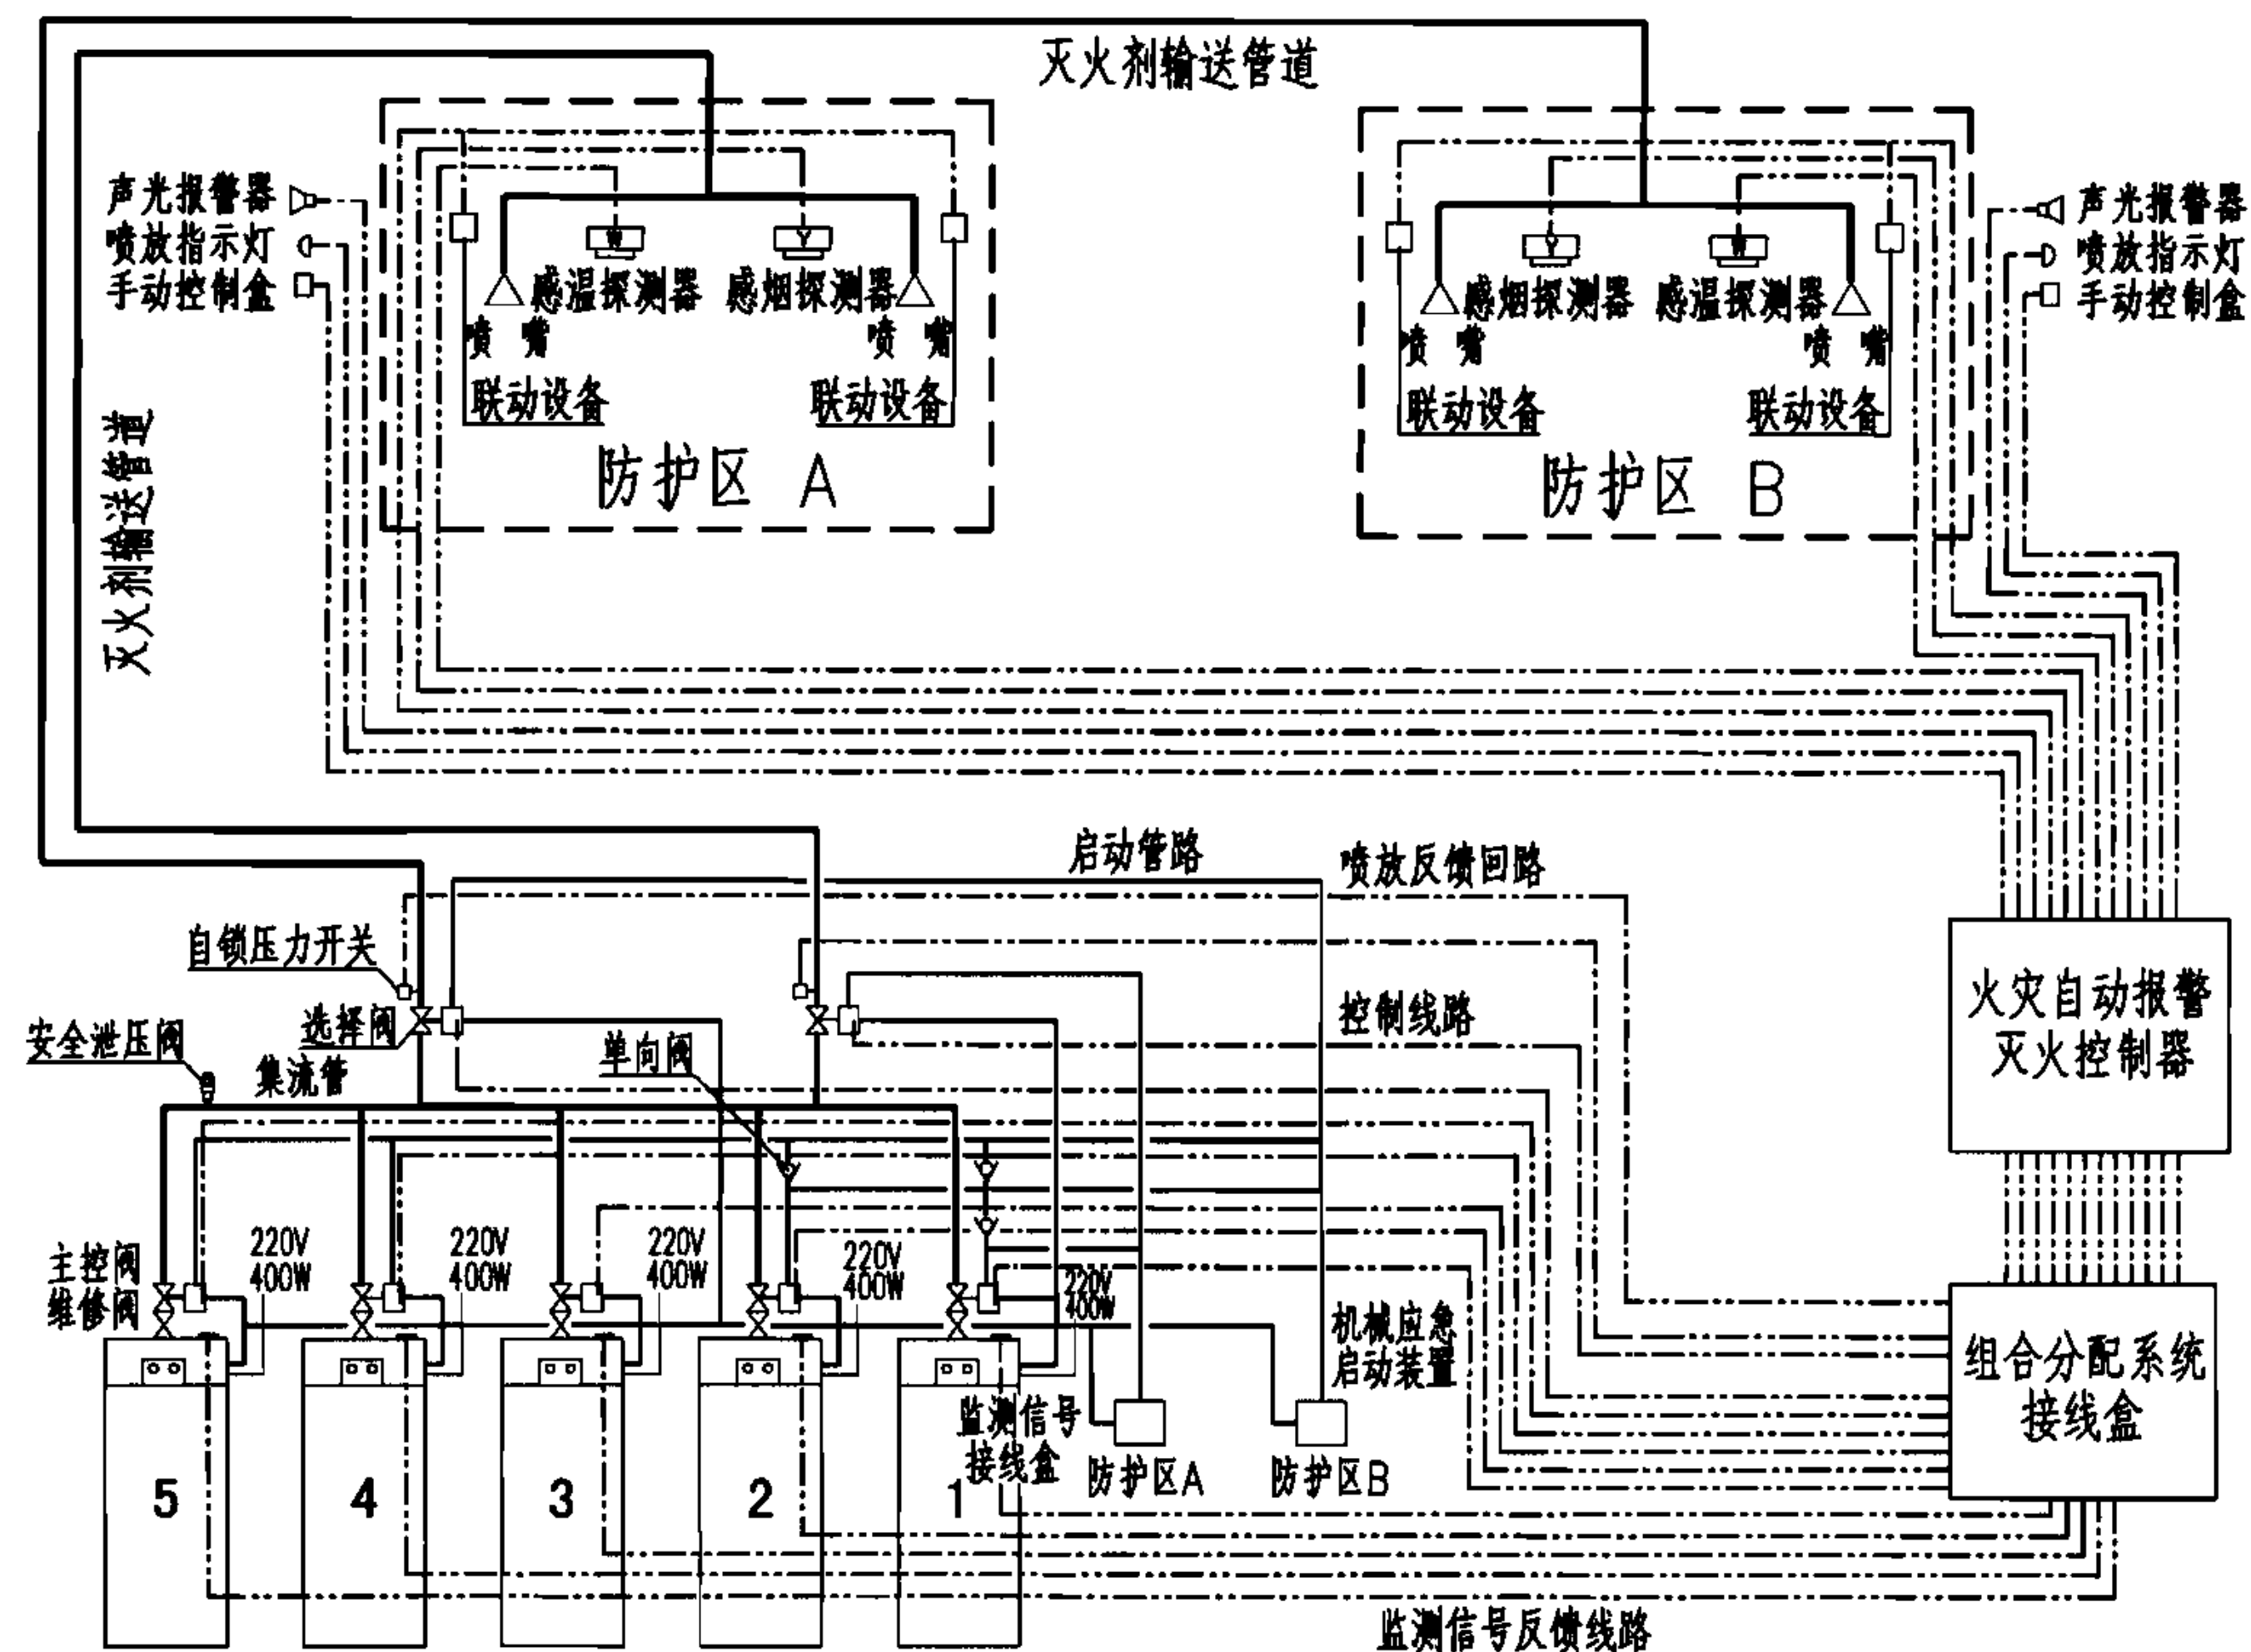 灭火剂输送管道
声光报警器
喷放指示灯
手动控制盒
感温探测器
感烟探测器
喷嘴
喷嘴
联动设备
联动设备
防护区 A
感烟探测器
感温探测器
喷嘴
喷嘴
联动设备
联动设备
防护区 B
声光报警器
喷放指示灯
手动控制盒
灭火剂输送管道
启动管路
喷放反馈回路
自锁压力开关
选择阀
安全泄压阀
集流管
单向阀
控制线路
火灾自动报警
灭火控制器
主控阀
维修阀
220V
400W
220V
400W
220V
400W
220V
400W
220V
400W
机械应急
启动装置
组合分配系统
接线盒
监测信号
接线盒
防护区A
防护区B
5
4
3
2
1
监测信号反馈线路